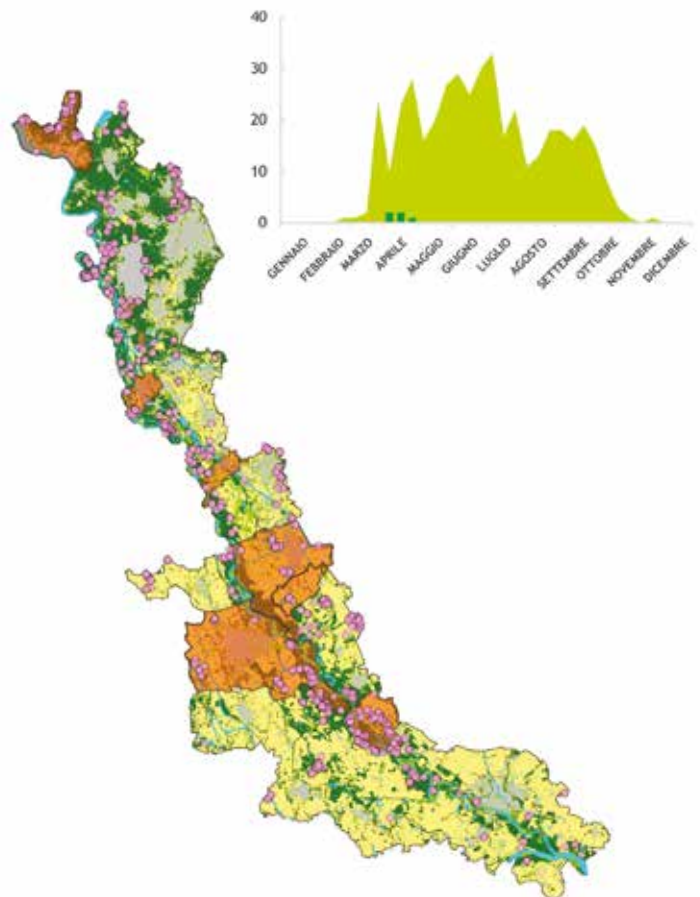 40
30
20
10
0
GENNAIO
FEBBRAIO
MARZO
APRILE
MAGGIO
GIUGNO
LUGLIO
AGOSTO
SETTEMBRE
OTTOBRE
NOVEMBRE
DICEMBRE